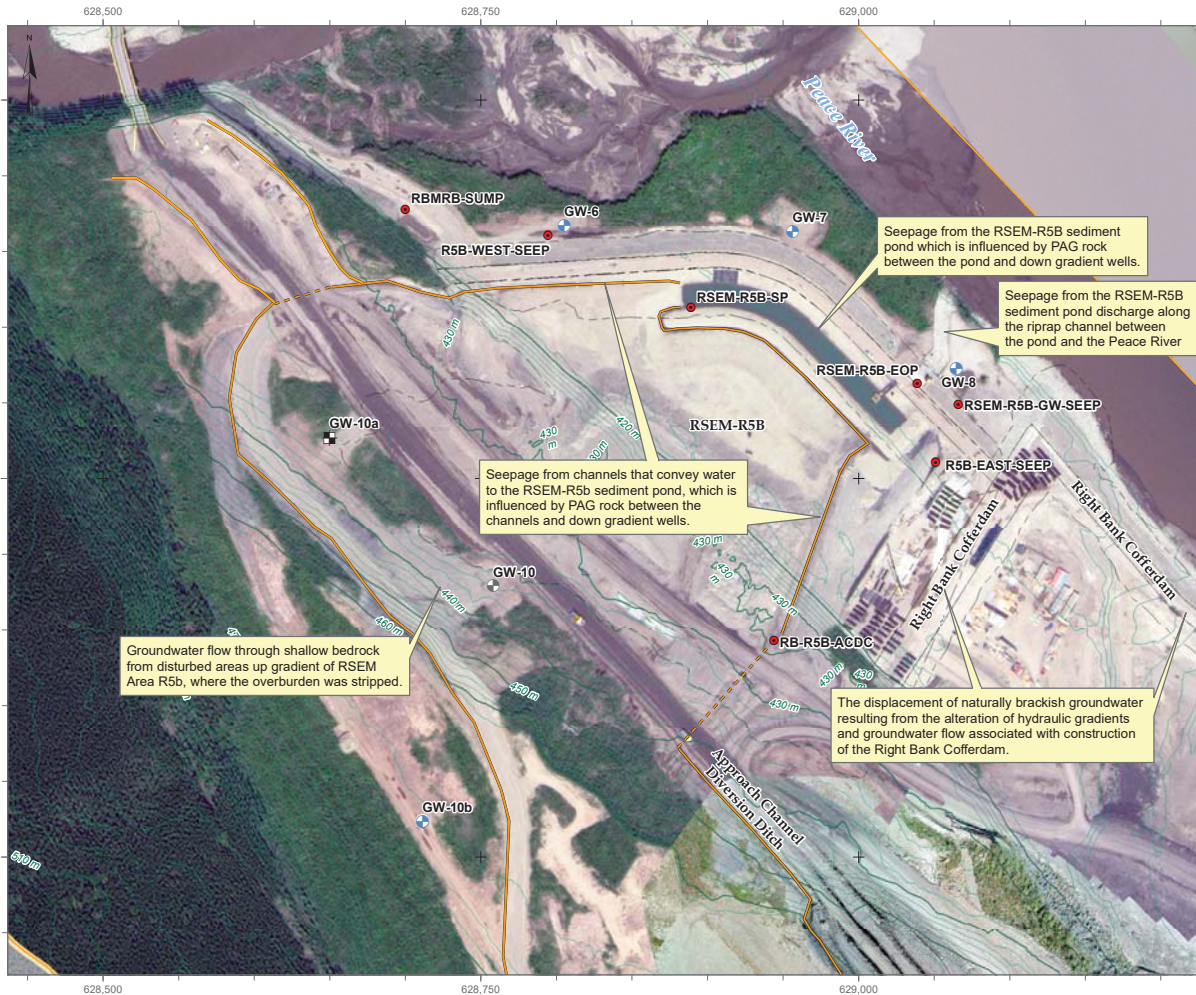 628,500
628,750
629,000
N
Peace River
RBMRB-SUMP
GW-6
GW-7
R5B-WEST-SEEP
Seepage from the RSEM-R5B sediment
pond which is influenced by PAG rock
between the pond and down gradient wells.
Seepage from the RSEM-R5B
sediment pond discharge along
the riprap channel between
the pond and the Peace River
RSEM-R5B-SP
430 m
RSEM-R5B-EOP
GW-8
RSEM-R5B-GW-SEEP
GW-10a
420 m
RSEM-R5B
430
m
R5B-EAST-SEEP
Seepage from channels that convey water
to the RSEM-R5b sediment pond, which is
influenced by PAG rock between the
channels and down gradient wells.
Right Bank Cofferdam
Right Bank Cofferdam
430 m
430
m
GW-10
440 m
430 m
460 m
RB-R5B-ACDC
Groundwater flow through shallow bedrock
from disturbed areas up gradient of RSEM
Area R5b, where the overburden was stripped.
430 m
430
m
450 m
430 m
The displacement of naturally brackish groundwater
resulting from the alteration of hydraulic gradients
and groundwater flow associated with construction
of the Right Bank Cofferdam.
Approach Channel
Diversion Ditch
GW-10b
510 m
628,500
628,750
629,000